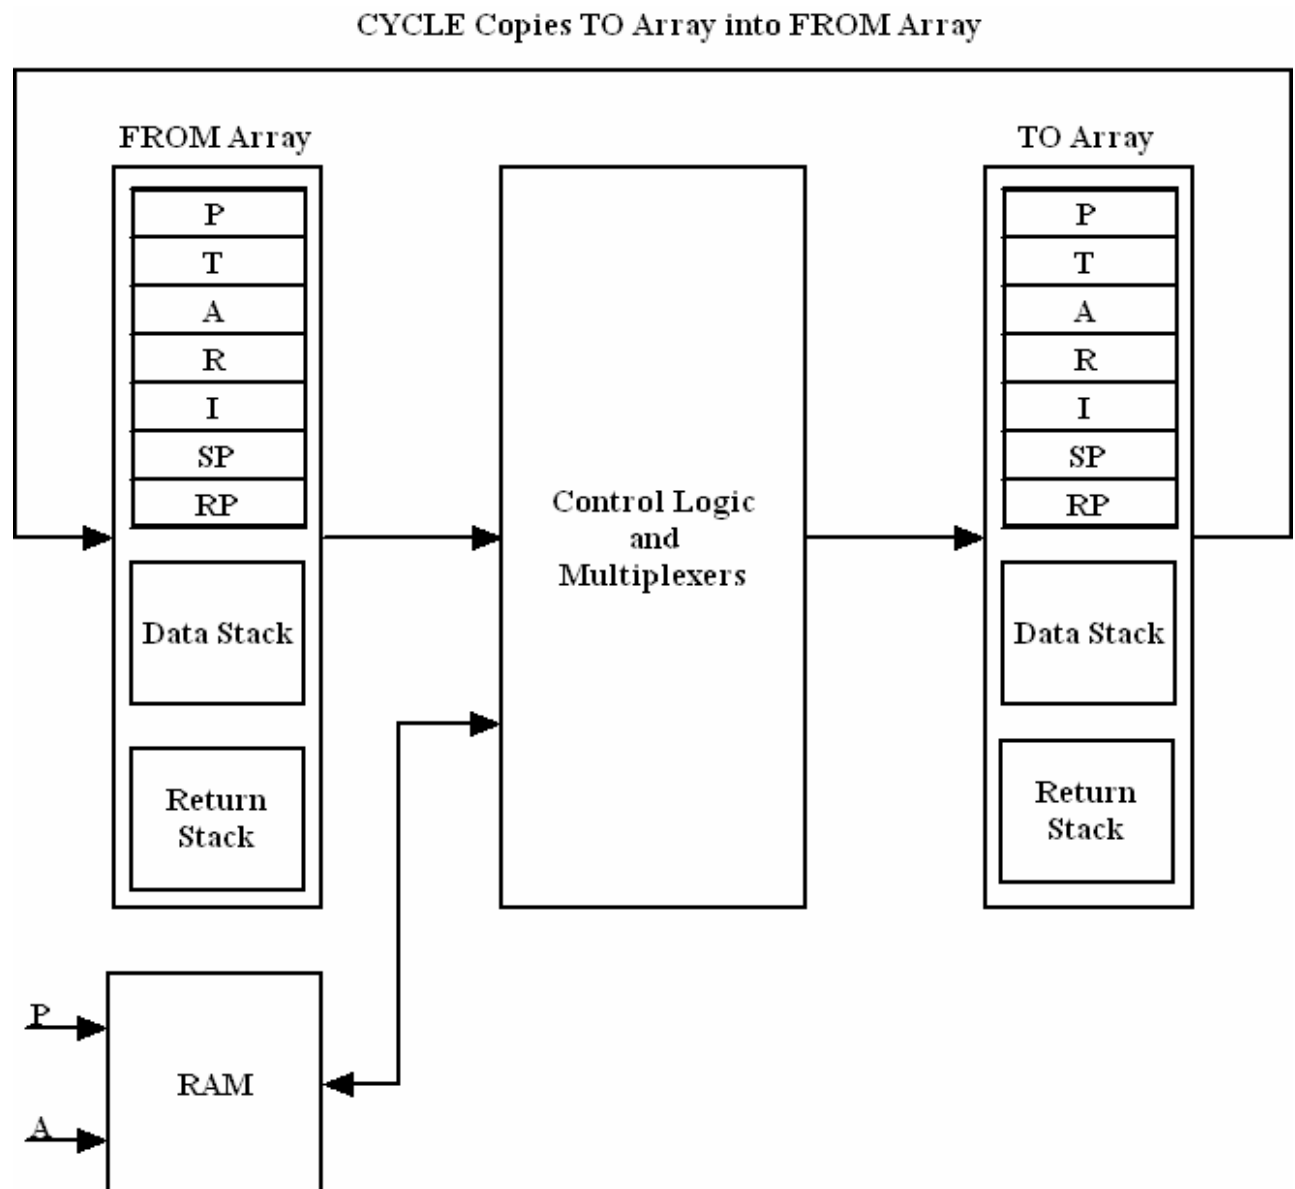 CYCLE Copies TO Array into FROM Array
FROM Array
P
T
A
R
I
SP
RP
Data Stack
Return
Stack
Control Logic
and
Multiplexers
TO Array
P
T
A
R
I
SP
RP
Data Stack
Return
Stack
P
A
RAM